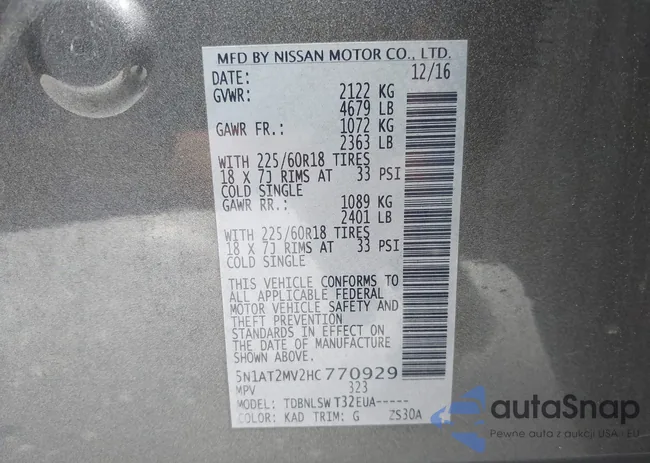 MFD BY NISSAN MOTOR CO., LTD.
DATE: 12/16
GVWR: 2122 KG
4679 LB
GAWR FR.: 1072 KG
2363 LB
WITH 225/60R18 TIRES
18 X 7J RIMS AT 33 PSI
COLD SINGLE
GAWR RR.: 1089 KG
2401 LB
WITH 225/60R18 TIRES
18 X 7J RIMS AT 33 PSI
COLD SINGLE
THIS VEHICLE CONFORMS TO
ALL APPLICABLE FEDERAL
MOTOR VEHICLE SAFETY AND
THEFT PREVENTION
STANDARDS IN EFFECT ON
THE DATE OF MANUFACTURE
SHOWN ABOVE.
5N1AT2MV2HC770929
MPV 323
MODEL: TDBNLSW T32EUA-----
COLOR: KAD TRIM: G ZS30A
autaSnap
Pewne auto z aukcji USA i EU